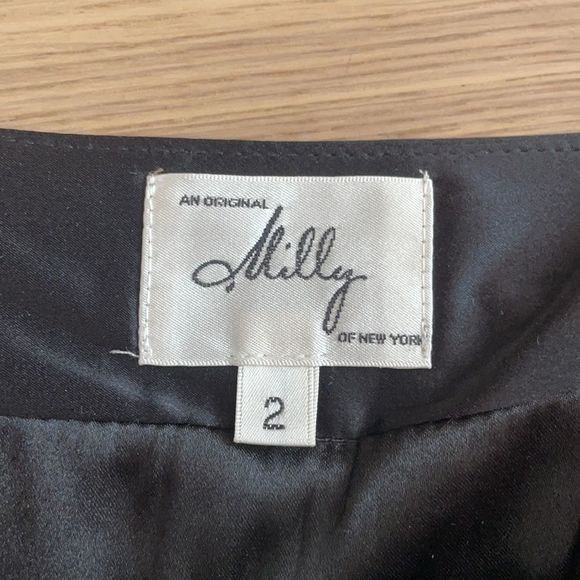 AN ORIGINAL
Milly
OF NEW YORK
2